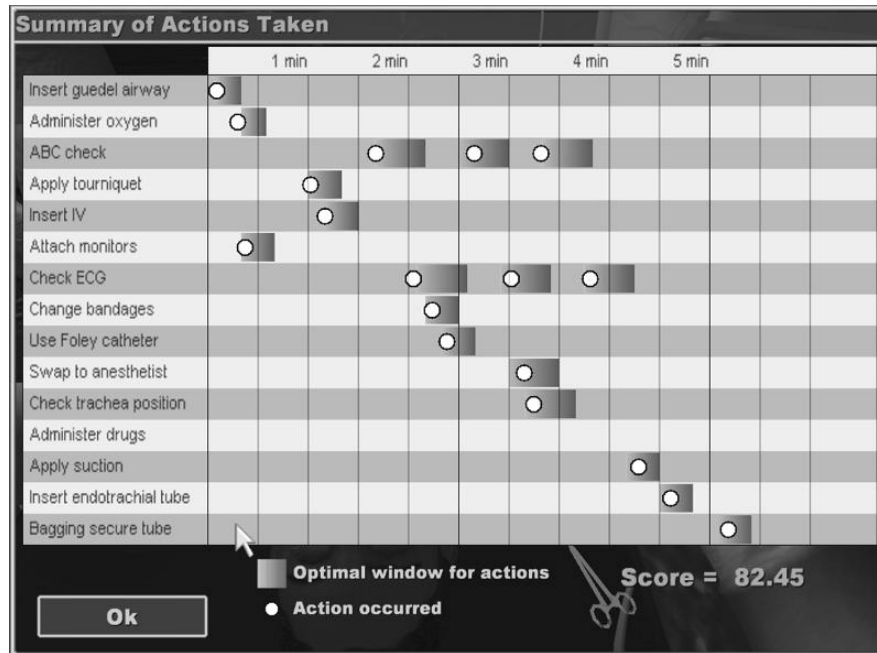 Summary of Actions Taken
1 min 2 min 3 min 4 min 5 min
Insert guedel airway
Administer oxygen
ABC check
Apply tourniquet
Insert IV
Attach monitors
Check ECG
Change bandages
Use Foley catheter
Swap to anesthetist
Check trachea position
Administer drugs
Apply suction
Insert endotrachial tube
Bagging secure tube
Optimal window for actions
Score = 82.45
Action occurred
Ok